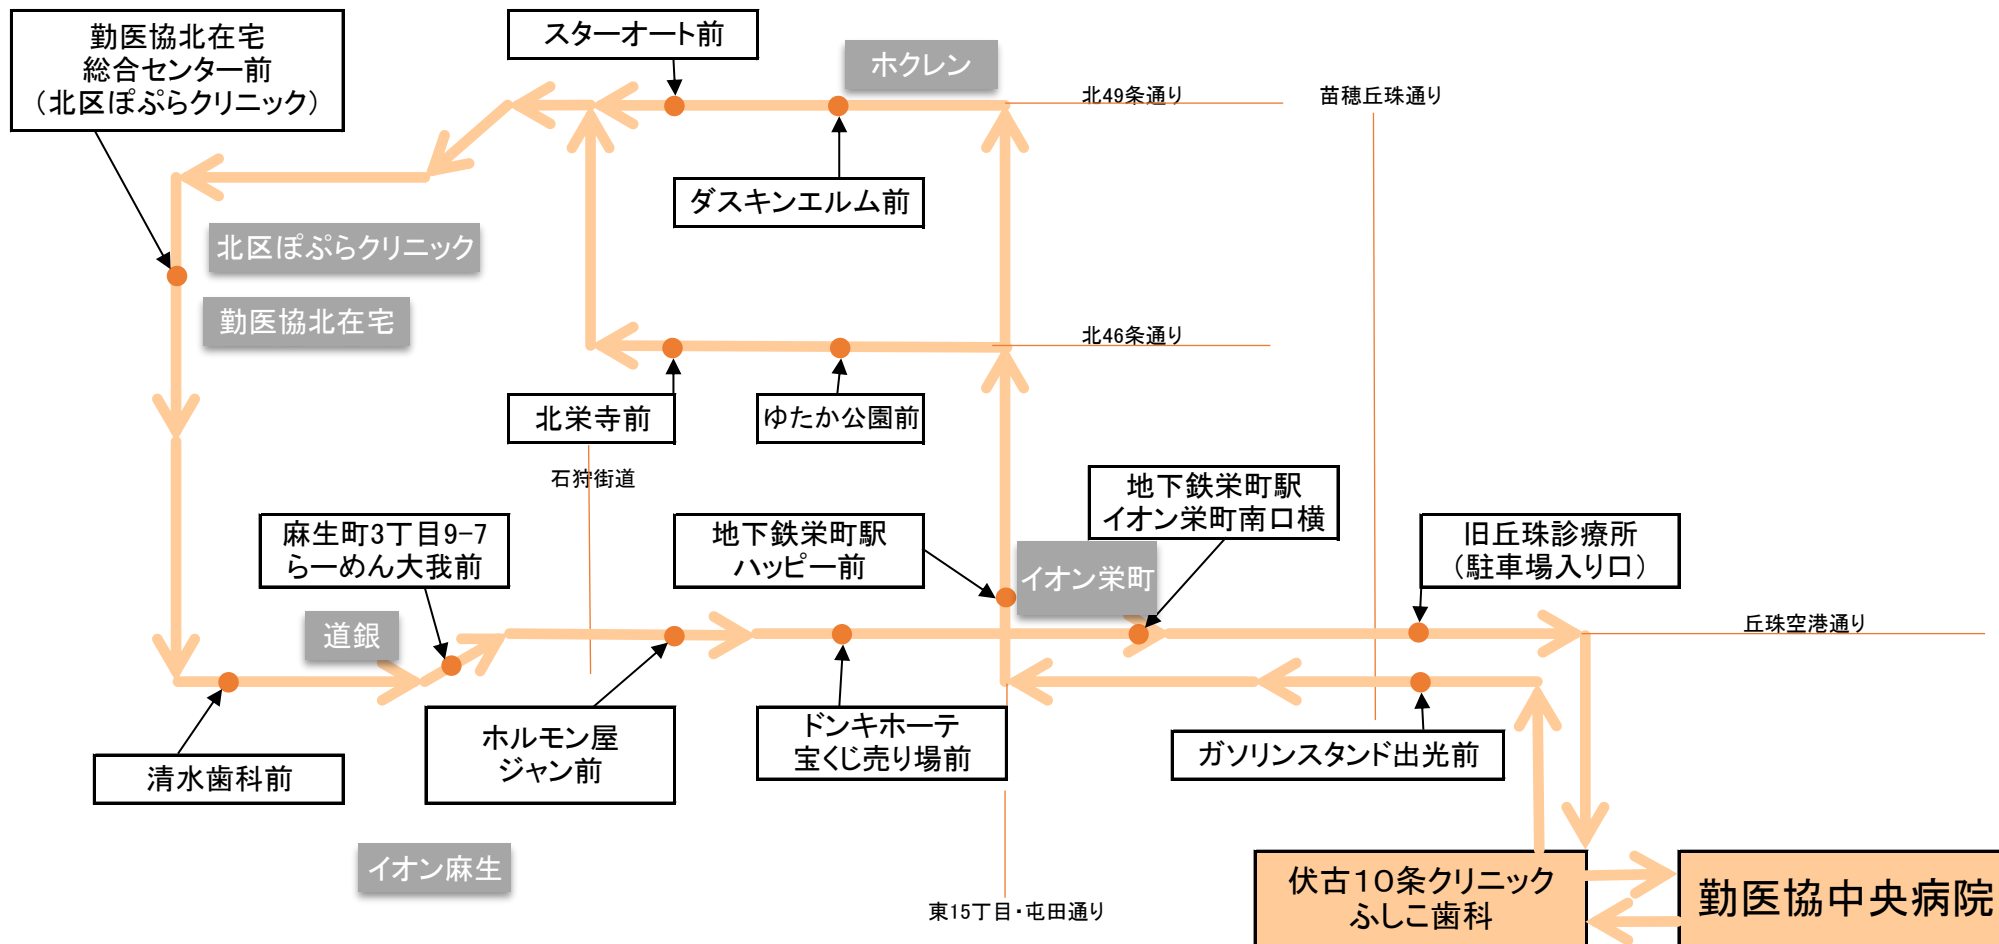 勤医協北在宅
総合センター前
（北区ぽぷらクリニック）
スターオート前
ホクレン
北49条通り
苗穂丘珠通り
ダスキンエルム前
北区ぽぷらクリニック
勤医協北在宅
北46条通り
北栄寺前
ゆたか公園前
石狩街道
地下鉄栄町駅
イオン栄町南口横
麻生町3丁目9-7
らーめん大我前
地下鉄栄町駅
ハッピー前
イオン栄町
旧丘珠診療所
（駐車場入り口）
道銀
丘珠空港通り
清水歯科前
ホルモン屋
ジャン前
ドンキホーテ
宝くじ売り場前
ガソリンスタンド出光前
イオン麻生
東15丁目・屯田通り
伏古１０条クリニック
ふしこ歯科
勤医協中央病院